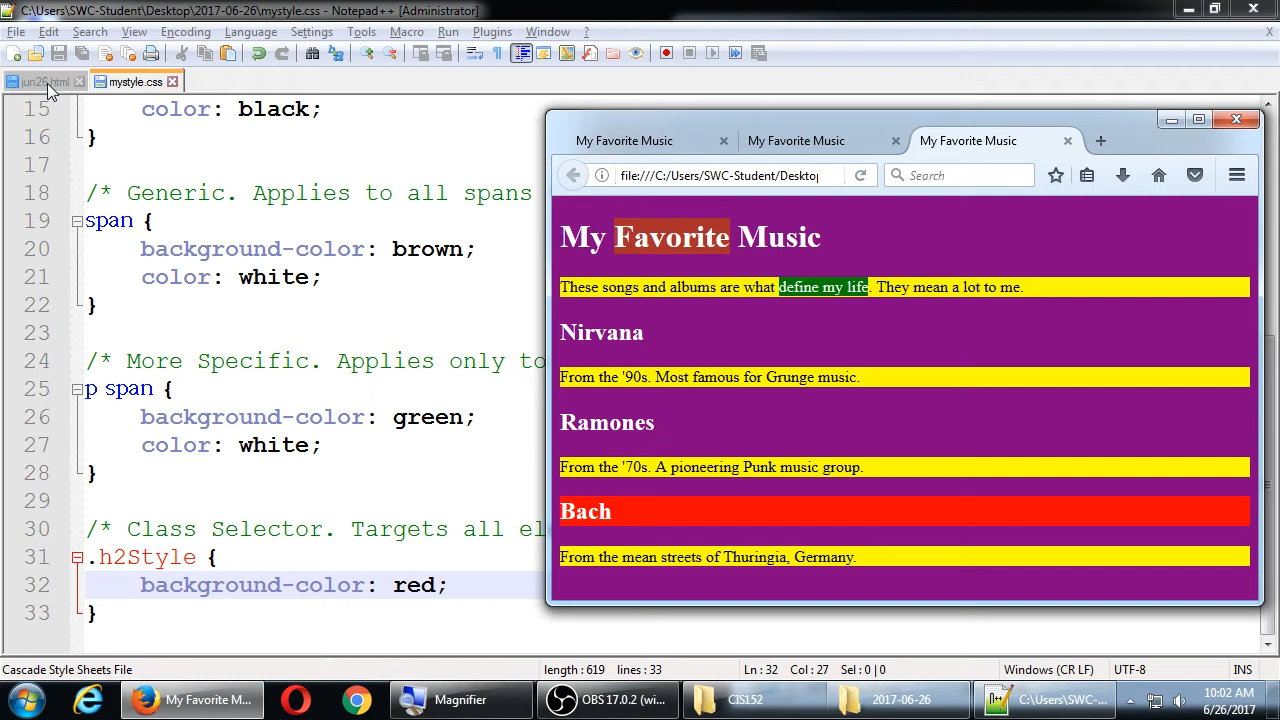 C:\Users\SWC-Student\Desktop\2017-06-26\mystyle.css - Notepad++ [Administrator]
File Edit Search View Encoding Language Settings Tools Macro Run Plugins Window ? X
jun26.html mystyle.css
15 color: black;
16 }
17
18 /* Generic. Applies to all spans
19 span {
20 background-color: brown;
21 color: white;
22 }
23
24 /* More Specific. Applies only to
25 p span {
26 background-color: green;
27 color: white;
28 }
29
30 /* Class Selector. Targets all el
31 .h2Style {
32 background-color: red;
33 }
My Favorite Music My Favorite Music My Favorite Music
file:///C:/Users/SWC-Student/Desktop Search
My Favorite Music
These songs and albums are what define my life. They mean a lot to me.
Nirvana
From the '90s. Most famous for Grunge music.
Ramones
From the '70s. A pioneering Punk music group.
Bach
From the mean streets of Thuringia, Germany.
Cascade Style Sheets File length : 619 lines : 33 Ln : 32 Col : 27 Sel : 0 | 0 Windows (CR LF) UTF-8 INS
My Favorite M... Magnifier OBS 17.0.2 (wi... CIS152 2017-06-26 C:\Users\SWC-... 10:02 AM
6/26/2017